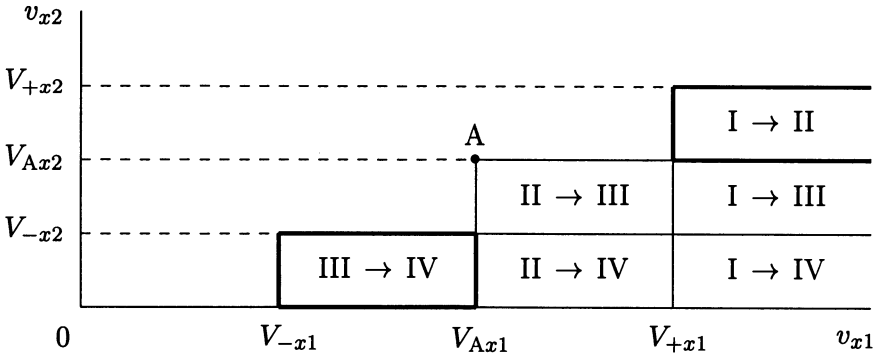 v_{x2}
V_{+x2}
I → II
A
V_{Ax2}
II → III
I → III
V_{-x2}
III → IV
II → IV
I → IV
0
V_{-x1}
V_{Ax1}
V_{+x1}
v_{x1}